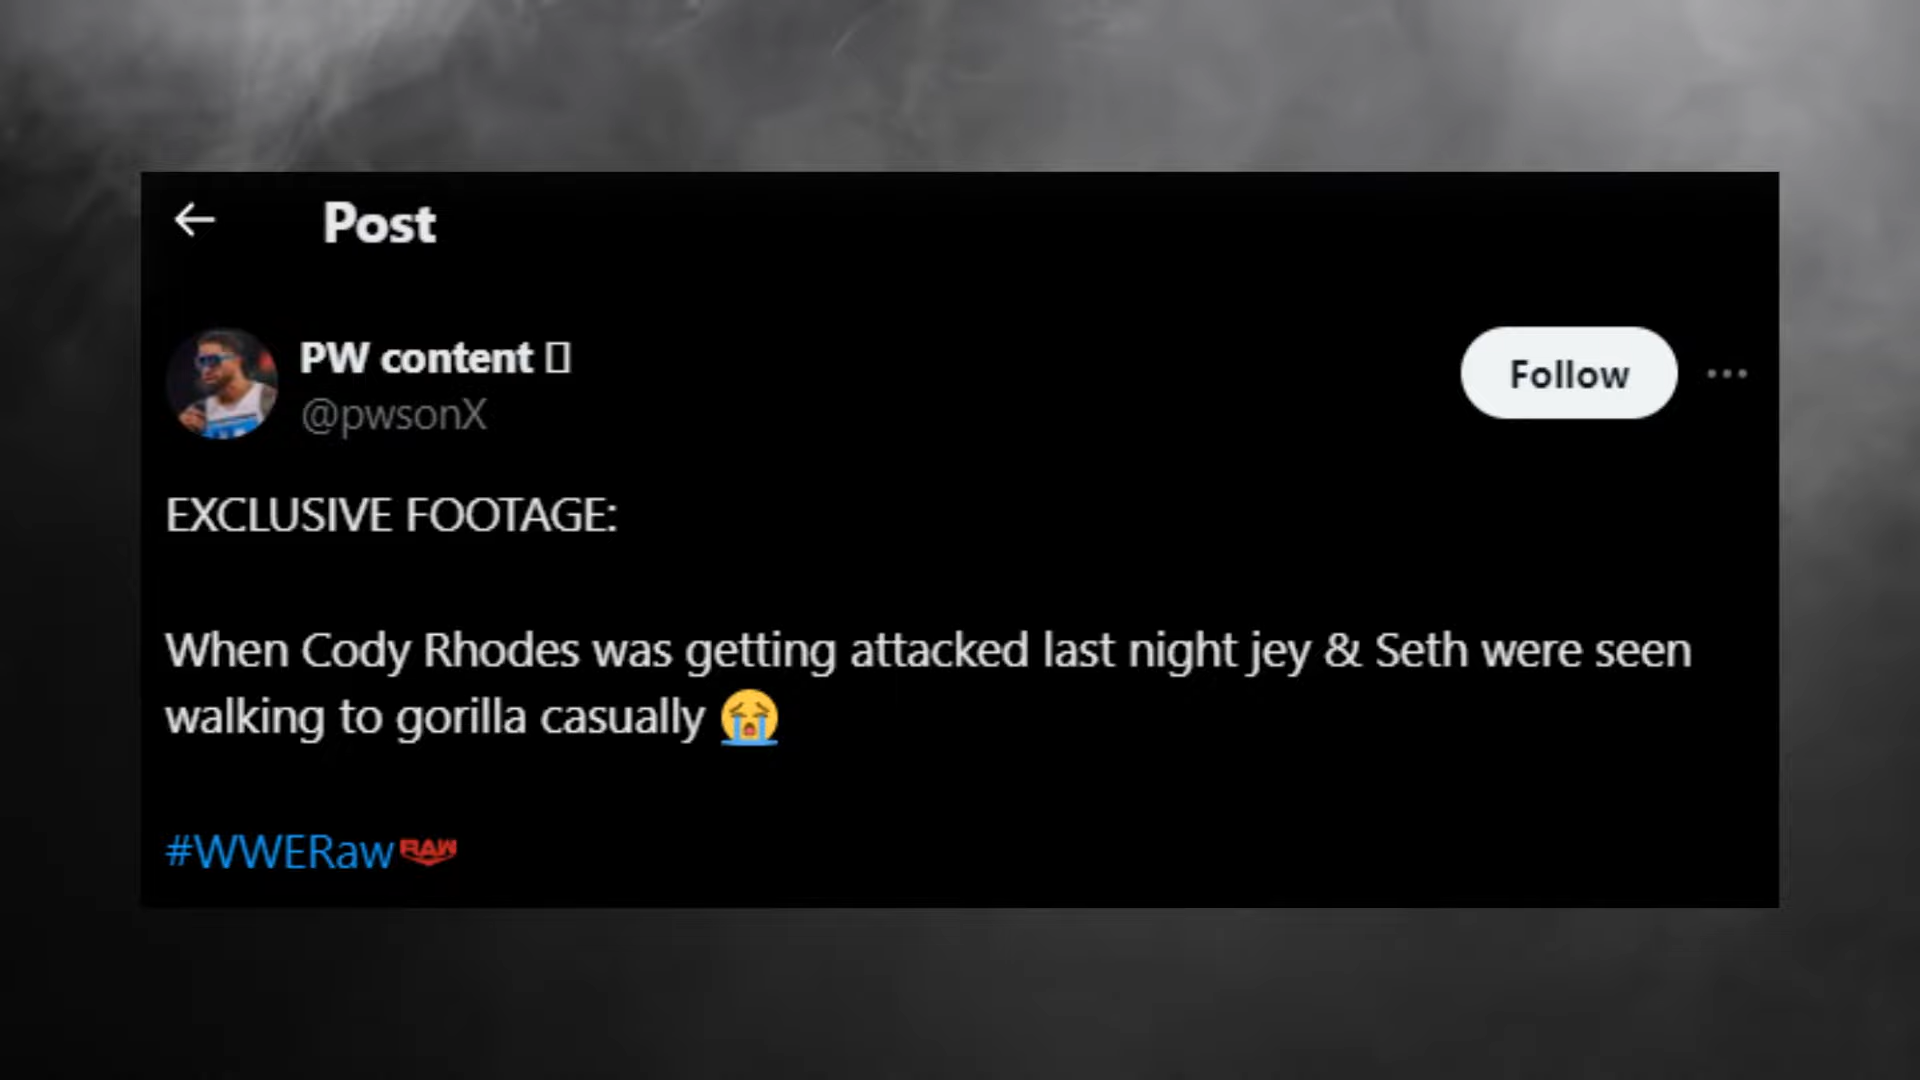 Post
PW content
@pwsonX
Follow
EXCLUSIVE FOOTAGE:
When Cody Rhodes was getting attacked last night jey & Seth were seen
walking to gorilla casually 😭
#WWERaw RAW